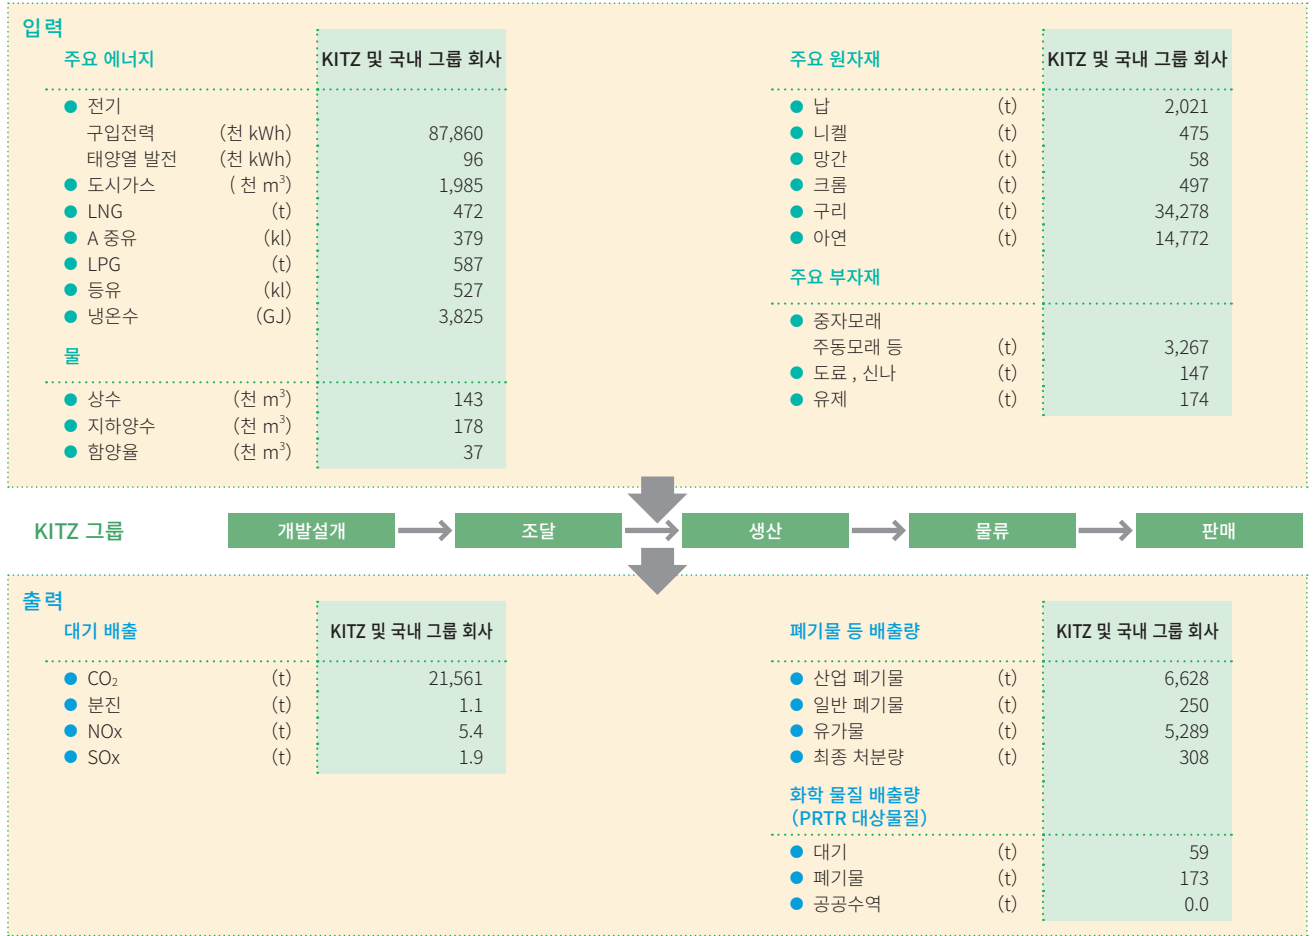 입력
주요 에너지 KITZ 및 국내 그룹 회사
● 전기
구입전력 (천 kWh) 87,860
태양열 발전 (천 kWh) 96
● 도시가스 ( 천 m³) 1,985
● LNG (t) 472
● A 중유 (kl) 379
● LPG (t) 587
● 등유 (kl) 527
● 냉온수 (GJ) 3,825
물
● 상수 (천 m³) 143
● 지하양수 (천 m³) 178
● 함양율 (천 m³) 37
주요 원자재 KITZ 및 국내 그룹 회사
● 납 (t) 2,021
● 니켈 (t) 475
● 망간 (t) 58
● 크롬 (t) 497
● 구리 (t) 34,278
● 아연 (t) 14,772
주요 부자재
● 중자모래
주동모래 등 (t) 3,267
● 도료 , 신나 (t) 147
● 유제 (t) 174
KITZ 그룹 개발설개 조달 생산 물류 판매
출력
대기 배출 KITZ 및 국내 그룹 회사
● CO₂ (t) 21,561
● 분진 (t) 1.1
● NOx (t) 5.4
● SOx (t) 1.9
폐기물 등 배출량 KITZ 및 국내 그룹 회사
● 산업 폐기물 (t) 6,628
● 일반 폐기물 (t) 250
● 유가물 (t) 5,289
● 최종 처분량 (t) 308
화학 물질 배출량
(PRTR 대상물질)
● 대기 (t) 59
● 폐기물 (t) 173
● 공공수역 (t) 0.0